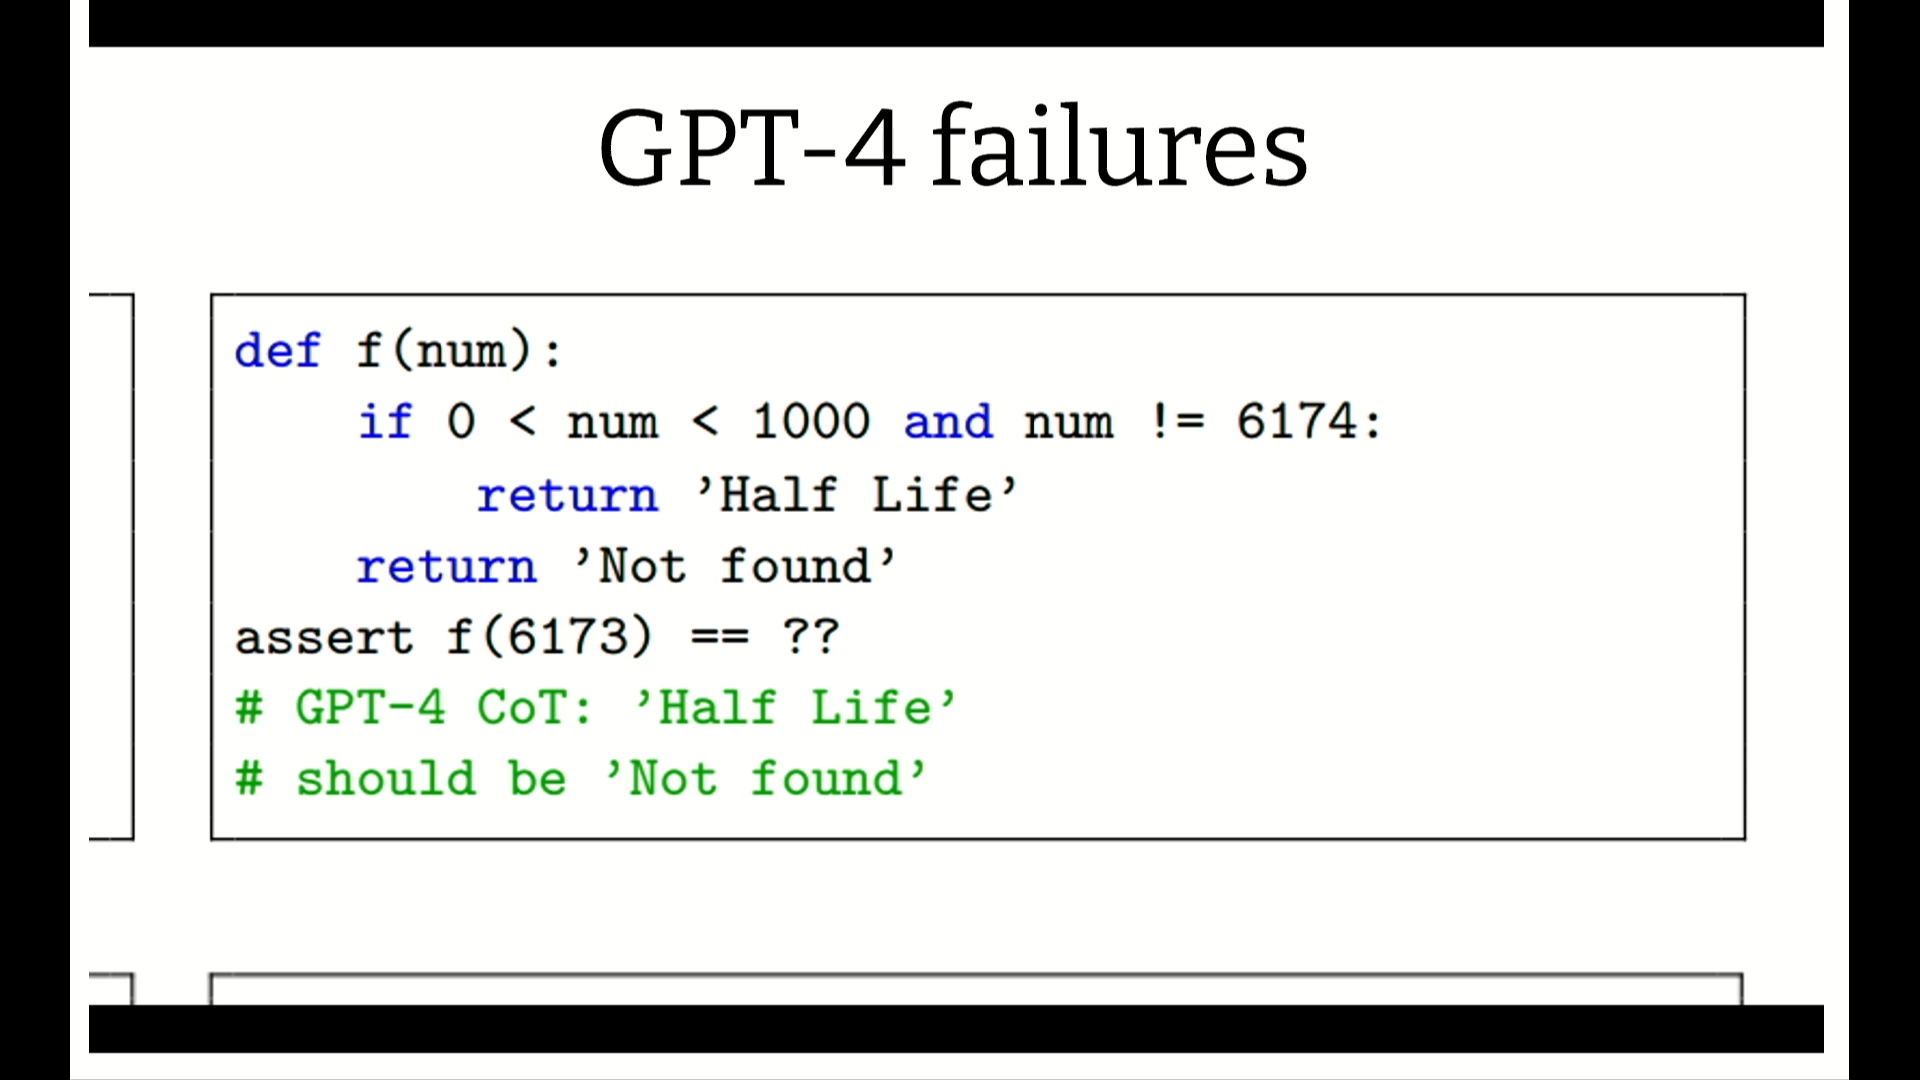 GPT-4 failures
def f(num):
    if 0 < num < 1000 and num != 6174:
        return ’Half Life’
    return ’Not found’
assert f(6173) == ??
# GPT-4 CoT: ’Half Life’
# should be ’Not found’